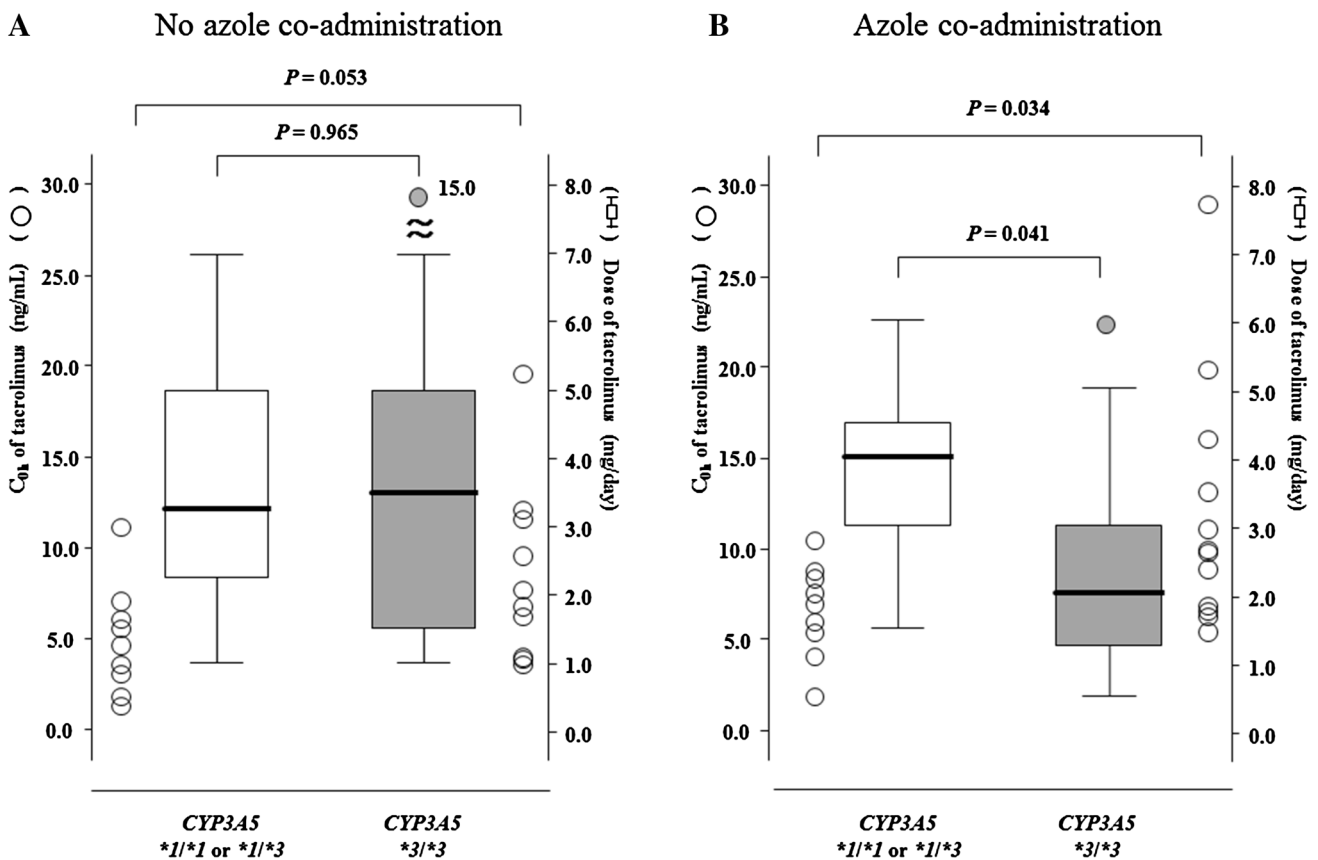 A
No azole co-administration
P = 0.053
P = 0.965
15.0
30.0
25.0
20.0
15.0
10.0
5.0
0.0
C0h of tacrolimus (ng/mL) (○)
8.0
7.0
6.0
5.0
4.0
3.0
2.0
1.0
0.0
Dose of tacrolimus (mg/day)
CYP3A5
*1/*1 or *1/*3
CYP3A5
*3/*3
B
Azole co-administration
P = 0.034
P = 0.041
30.0
25.0
20.0
15.0
10.0
5.0
0.0
C0h of tacrolimus (ng/mL) (○)
8.0
7.0
6.0
5.0
4.0
3.0
2.0
1.0
0.0
Dose of tacrolimus (mg/day)
CYP3A5
*1/*1 or *1/*3
CYP3A5
*3/*3